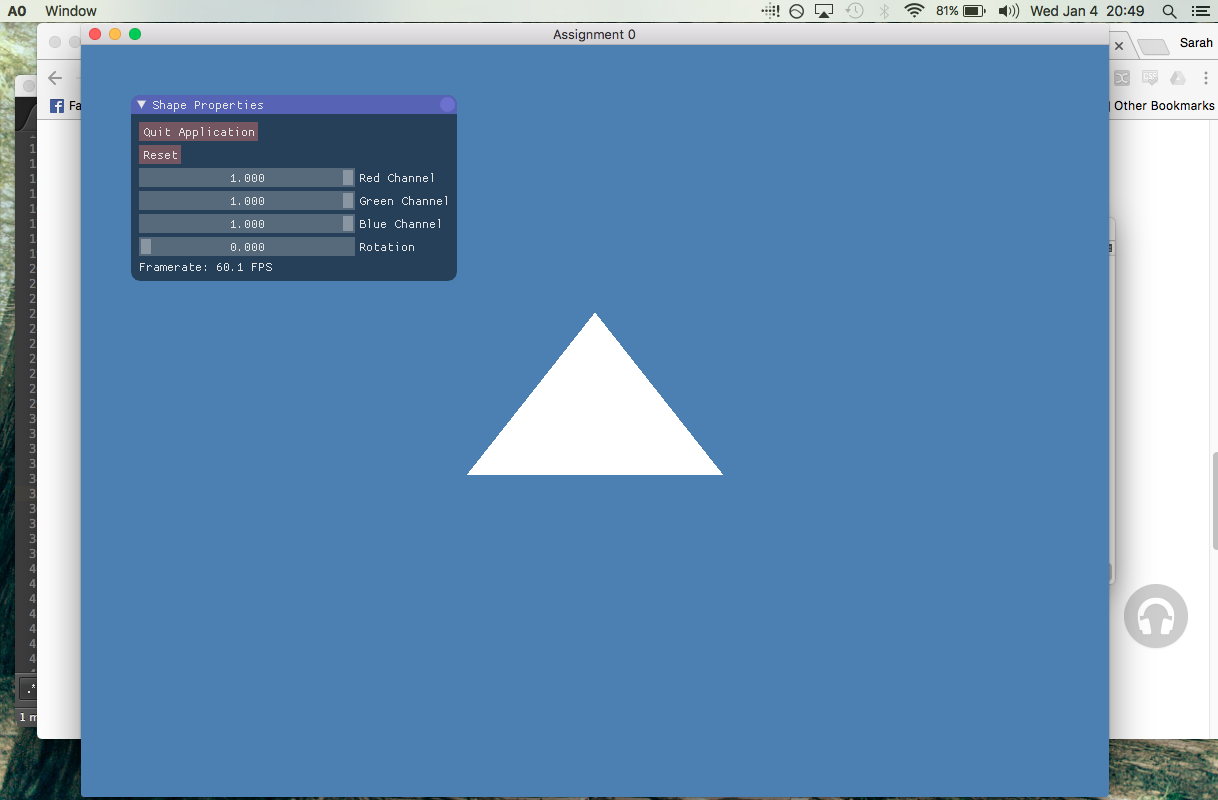 A0 Window 81% Wed Jan 4 20:49
Assignment 0
Sarah
Fa
Other Bookmarks
Shape Properties
Quit Application
Reset
1.000 Red Channel
1.000 Green Channel
1.000 Blue Channel
0.000 Rotation
Framerate: 60.1 FPS
.*
1 m